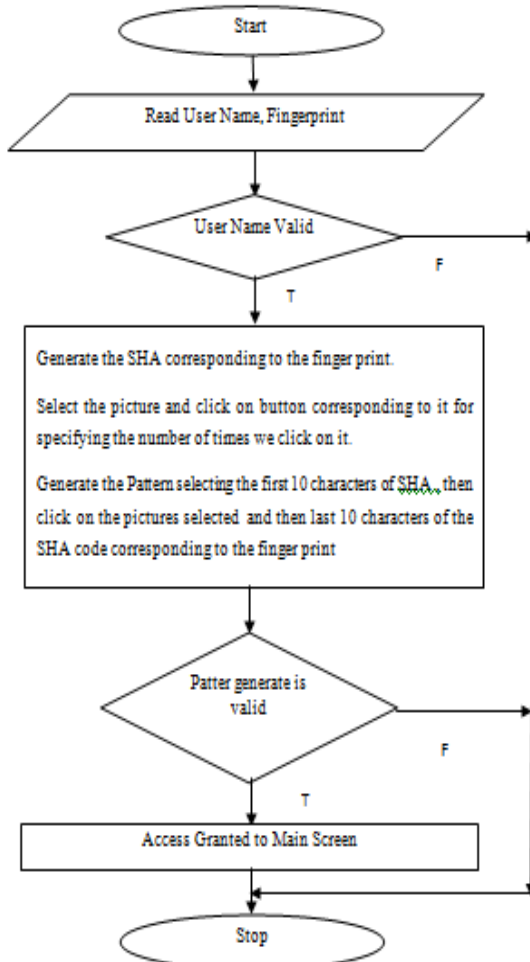 Start
Read User Name, Fingerprint
User Name Valid
F
T
Generate the SHA corresponding to the finger print.
Select the picture and click on button corresponding to it for
specifying the number of times we click on it.
Generate the Pattern selecting the first 10 characters of SHA , then
click on the pictures selected and then last 10 characters of the
SHA code corresponding to the finger print
Patter generate is
valid
F
T
Access Granted to Main Screen
Stop